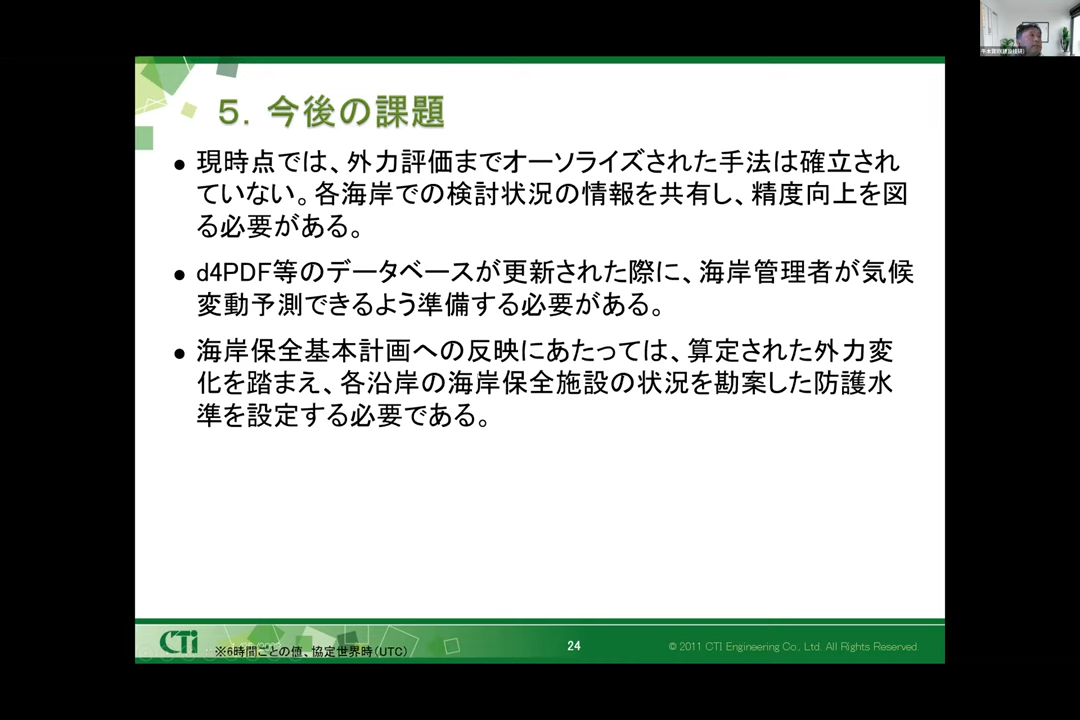 5. 今後の課題
● 現時点では、外力評価までオーソライズされた手法は確立され
ていない。各海岸での検討状況の情報を共有し、精度向上を図
る必要がある。
● d4PDF等のデータベースが更新された際に、海岸管理者が気候
変動予測できるよう準備する必要がある。
● 海岸保全基本計画への反映にあたっては、算定された外力変
化を踏まえ、各沿岸の海岸保全施設の状況を勘案した防護水
準を設定する必要である。
CTi
※6時間ごとの値、協定世界時(UTC)
24
© 2011 CTI Engineering Co., Ltd. All Rights Reserved.